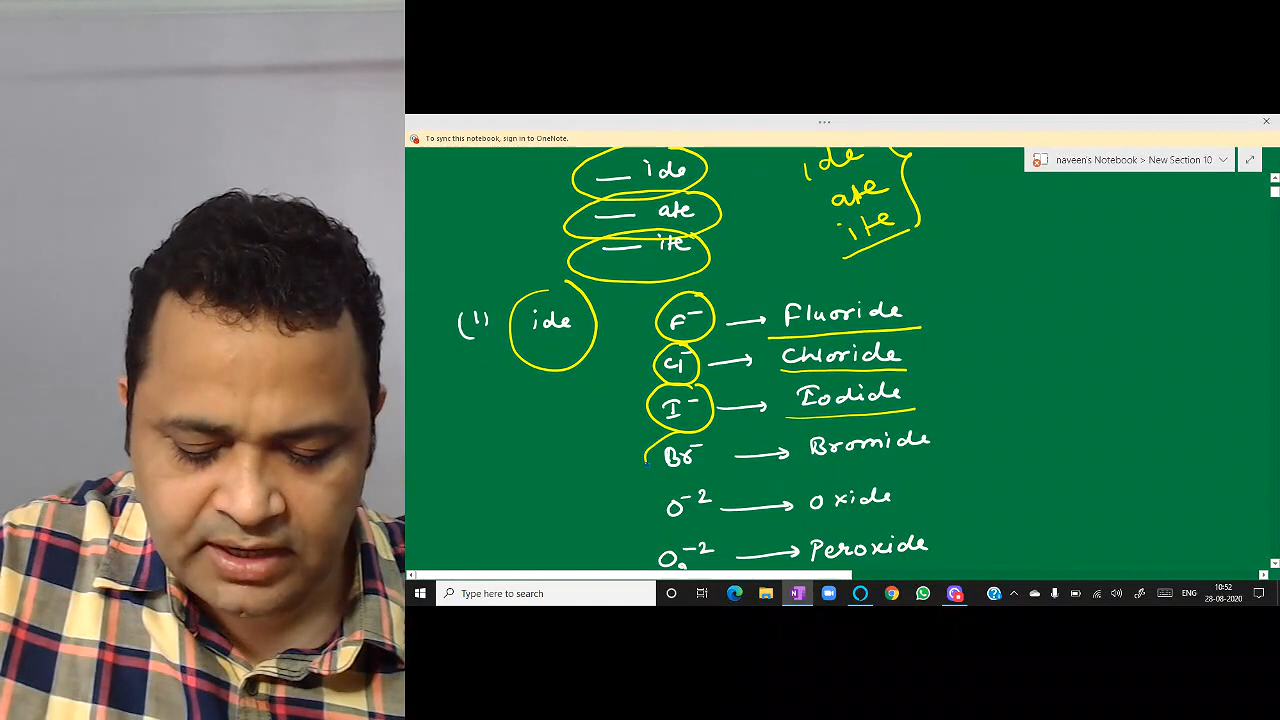 ...
To sync this notebook, sign in to OneNote.
naveen's Notebook > New Section 10
— ide
— ate
— ite
ide
ate
ite
(1) ide
F⁻ → Fluoride
Cl⁻ → Chloride
I⁻ → Iodide
Br⁻ → Bromide
O⁻² → Oxide
O₂⁻² → Peroxide
Type here to search
ENG
10:52
28-08-2020